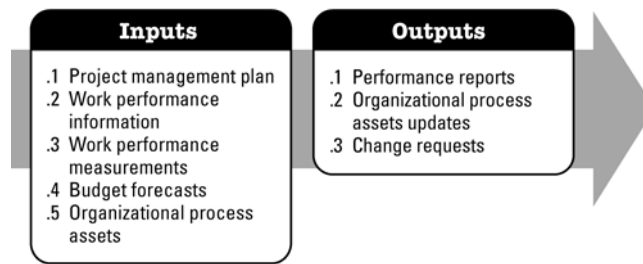 Inputs
.1 Project management plan
.2 Work performance
information
.3 Work performance
measurements
.4 Budget forecasts
.5 Organizational process
assets
Outputs
.1 Performance reports
.2 Organizational process
assets updates
.3 Change requests